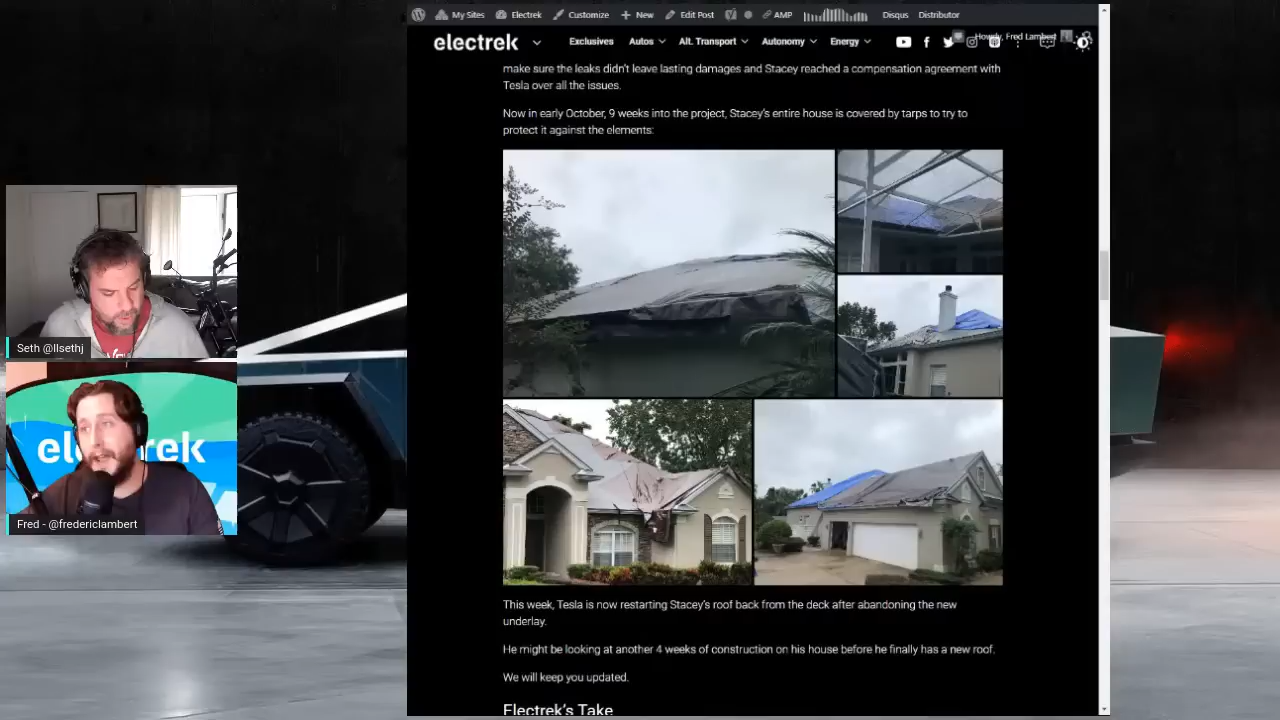 My Sites Electrek Customize + New Edit Post AMP Disqus Distributor
electrek Exclusives Autos Alt. Transport Autonomy Energy Howdy, Fred Lambert
make sure the leaks didn't leave lasting damages and Stacey reached a compensation agreement with
Tesla over all the issues.
Now in early October, 9 weeks into the project, Stacey's entire house is covered by tarps to try to
protect it against the elements:
Seth @llsethj
Fred - @fredericlambert
This week, Tesla is now restarting Stacey's roof back from the deck after abandoning the new
underlay.
He might be looking at another 4 weeks of construction on his house before he finally has a new roof.
We will keep you updated.
Electrek's Take